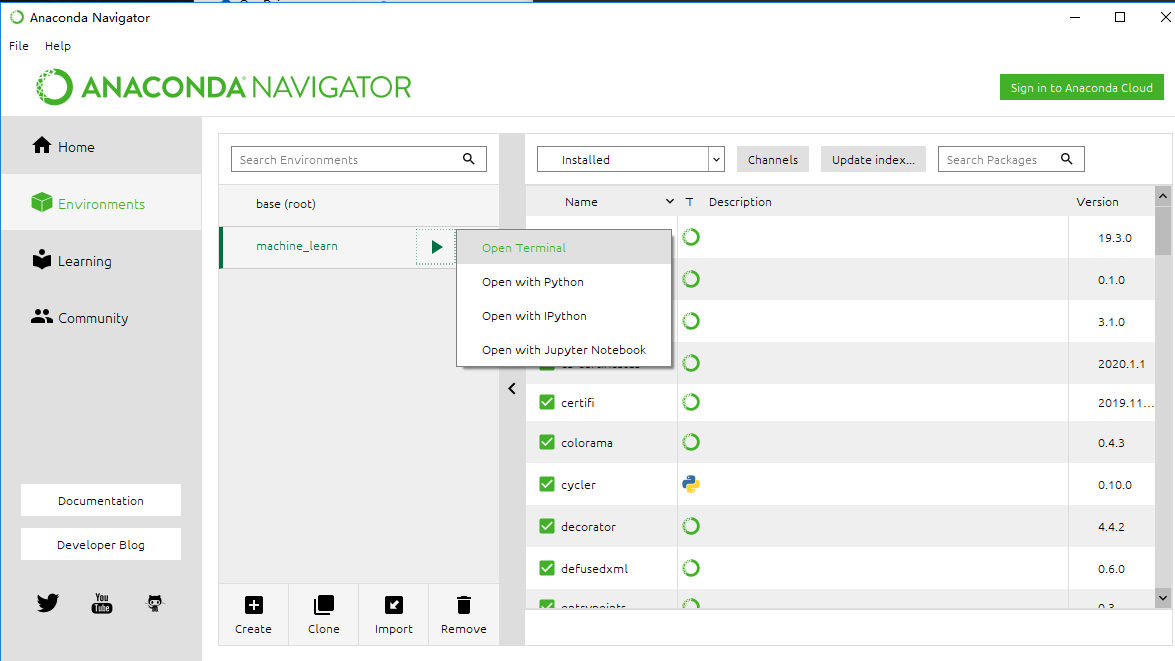 Anaconda Navigator
File Help
ANACONDA NAVIGATOR
Sign in to Anaconda Cloud
Home
Environments
Learning
Community
Documentation
Developer Blog
You
Tube
Search Environments
base (root)
machine_learn
Open Terminal
Open with Python
Open with IPython
Open with Jupyter Notebook
Create Clone Import Remove
Installed Channels Update index... Search Packages
Name T Description Version
19.3.0
0.1.0
3.1.0
2020.1.1
certifi 2019.11...
colorama 0.4.3
cycler 0.10.0
decorator 4.4.2
defusedxml 0.6.0
entrypoints 0.3